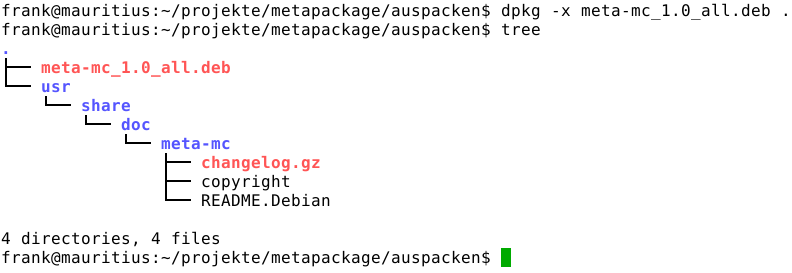 frank@mauritius:~/projekte/metapackage/auspacken$ dpkg -x meta-mc_1.0_all.deb .
frank@mauritius:~/projekte/metapackage/auspacken$ tree
.
├── meta-mc_1.0_all.deb
└── usr
    └── share
        └── doc
            └── meta-mc
                ├── changelog.gz
                ├── copyright
                └── README.Debian
4 directories, 4 files
frank@mauritius:~/projekte/metapackage/auspacken$